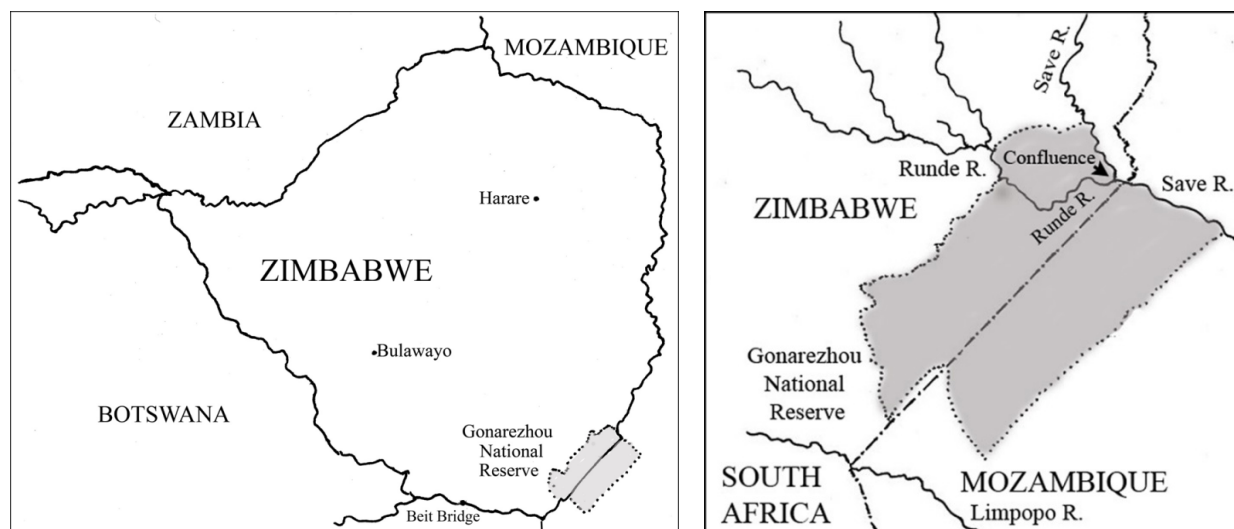 MOZAMBIQUE
ZAMBIA
Harare
ZIMBABWE
Bulawayo
BOTSWANA
Gonarezhou
National
Reserve
Beit Bridge
Save R.
Confluence
Runde R.
Save R.
ZIMBABWE
Runde R.
Gonarezhou
National
Reserve
SOUTH
AFRICA
MOZAMBIQUE
Limpopo R.